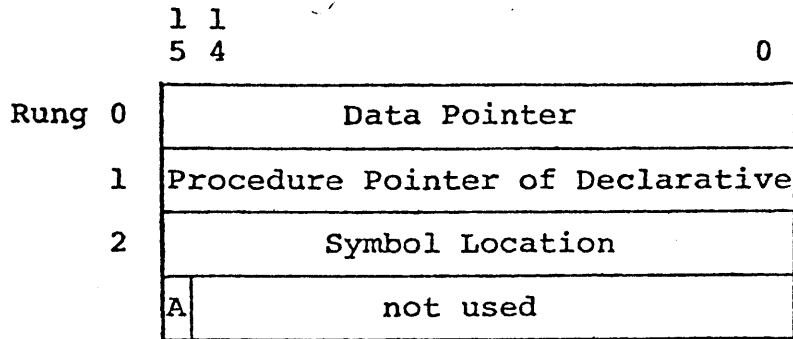 1 1
5 4 0
Rung 0 Data Pointer
1 Procedure Pointer of Declarative
2 Symbol Location
A not used